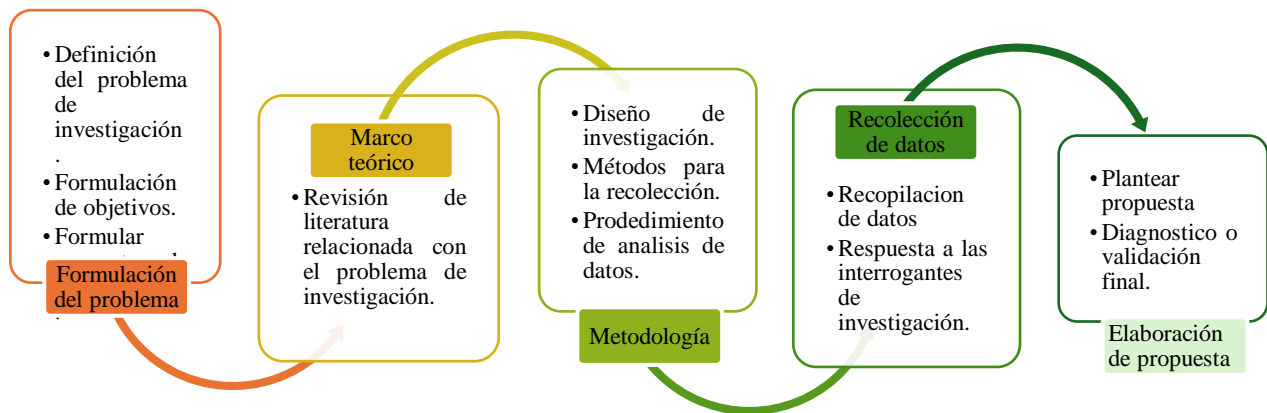 • Definición
del problema
de
investigación
.
• Formulación
de objetivos.
• Formular
Formulación
del problema
Marco
teórico
• Revisión de
literatura
relacionada con
el problema de
investigación.
• Diseño de
investigación.
• Métodos para
la recolección.
• Prodedimiento
de analisis de
datos.
Metodología
Recolección
de datos
• Recopilacion
de datos
• Respuesta a las
interrogantes
de
investigación.
• Plantear
propuesta
• Diagnostico o
validación
final.
Elaboración
de propuesta